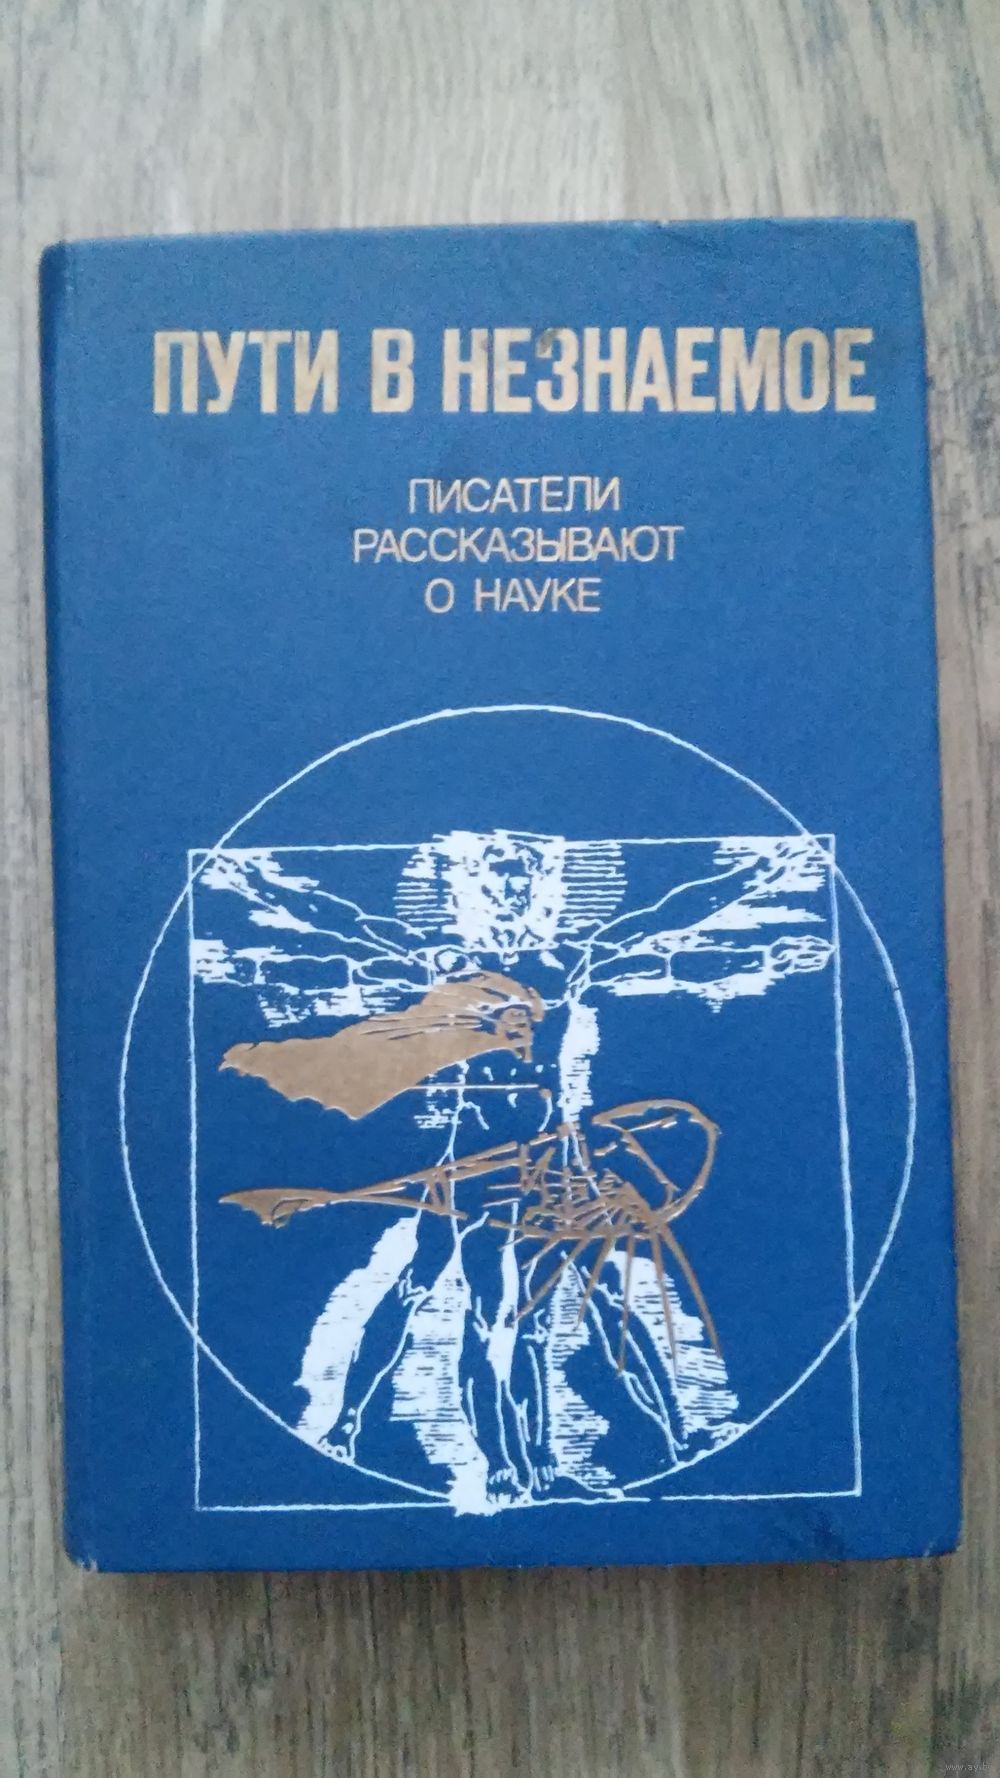 ПУТИ В НЕЗНАЕМОЕ
ПИСАТЕЛИ
РАССКАЗЫВАЮТ
О НАУКЕ